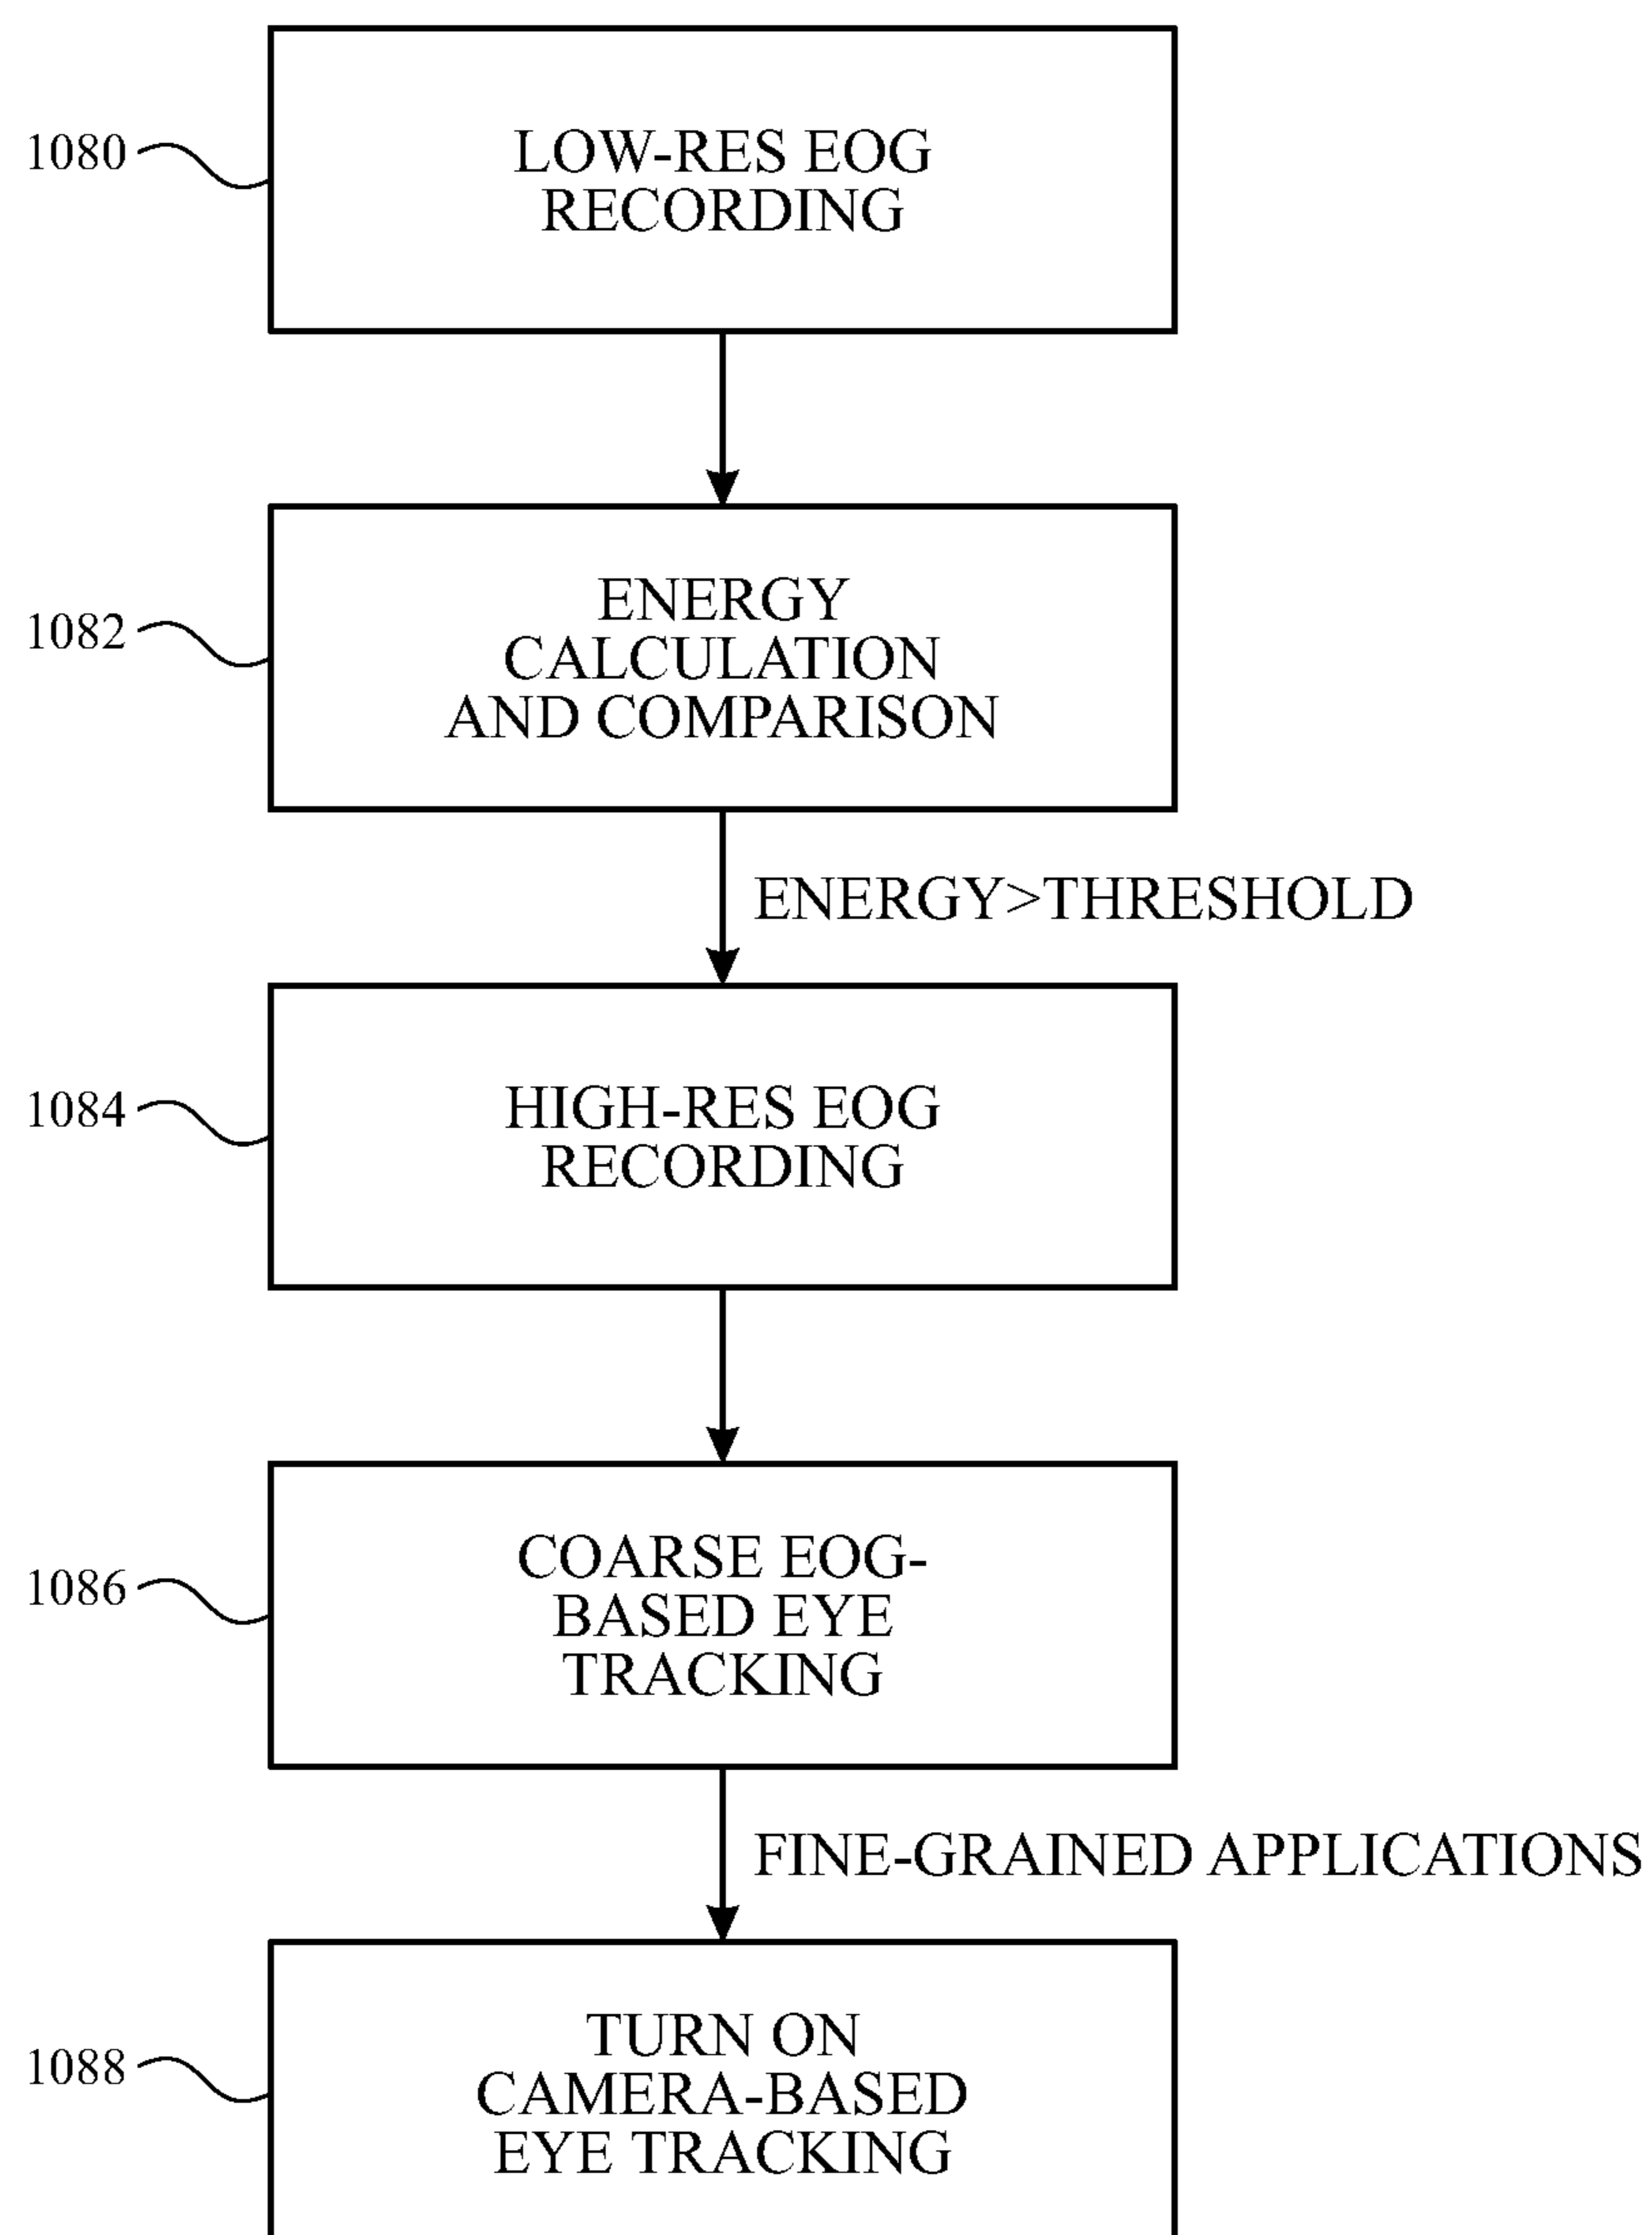 1080
LOW-RES EOG
RECORDING
1082
ENERGY
CALCULATION
AND COMPARISON
ENERGY>THRESHOLD
1084
HIGH-RES EOG
RECORDING
1086
COARSE EOG-
BASED EYE
TRACKING
FINE-GRAINED APPLICATIONS
1088
TURN ON
CAMERA-BASED
EYE TRACKING